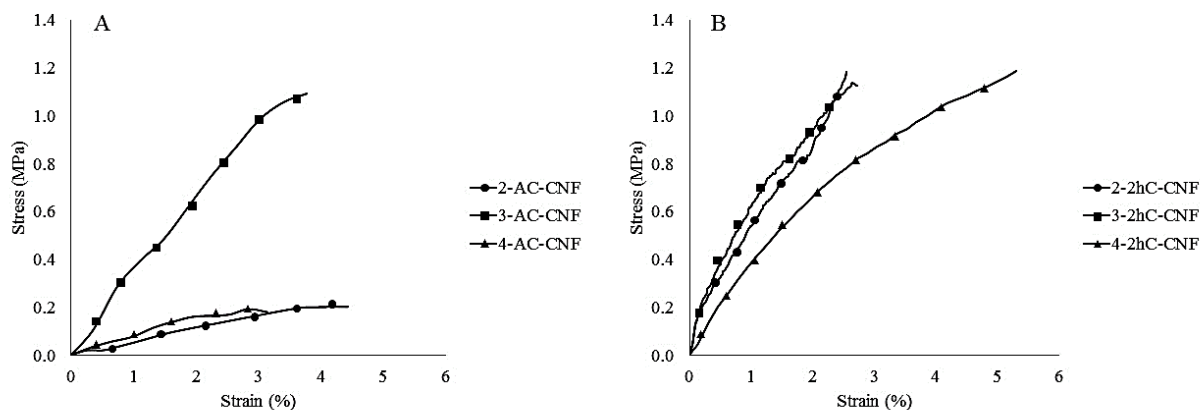 A
1.4
1.2
1.0
0.8
0.6
0.4
0.2
0.0
Stress (MPa)
0 1 2 3 4 5 6
Strain (%)
2-AC-CNF
3-AC-CNF
4-AC-CNF
B
1.4
1.2
1.0
0.8
0.6
0.4
0.2
0.0
Stress (MPa)
0 1 2 3 4 5 6
Strain (%)
2-2hC-CNF
3-2hC-CNF
4-2hC-CNF